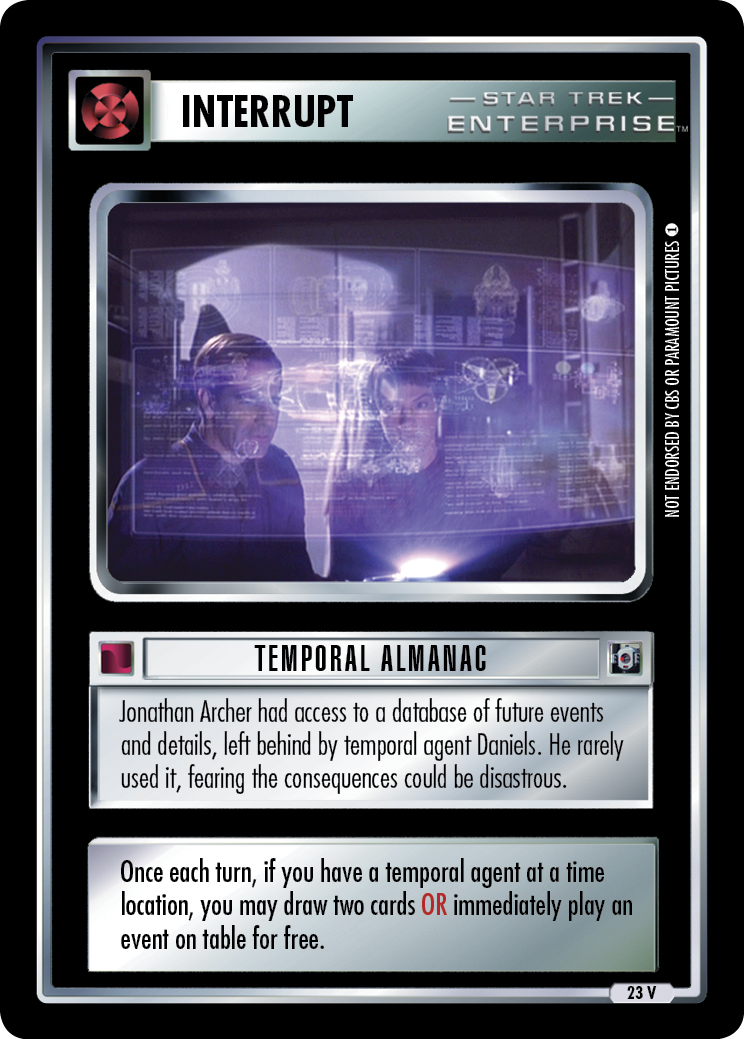 INTERRUPT
— STAR TREK —
ENTERPRISE™
NOT ENDORSED BY CBS OR PARAMOUNT PICTURES 1
TEMPORAL ALMANAC
Jonathan Archer had access to a database of future events
and details, left behind by temporal agent Daniels. He rarely
used it, fearing the consequences could be disastrous.
Once each turn, if you have a temporal agent at a time
location, you may draw two cards OR immediately play an
event on table for free.
23 V